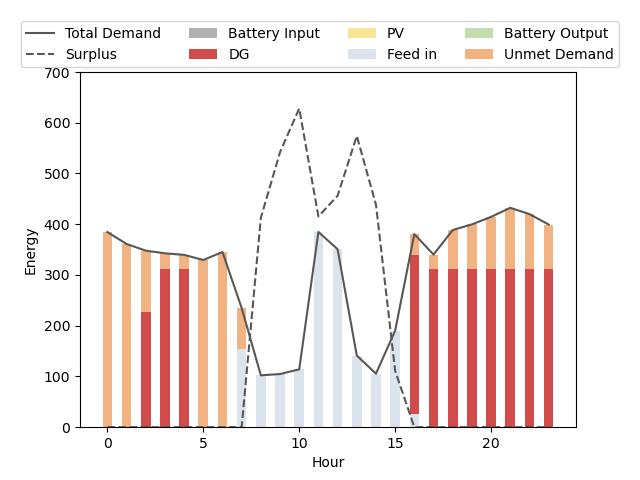 Total Demand Battery Input PV Battery Output
Surplus DG Feed in Unmet Demand
700
600
500
400
300
200
100
0
Energy
0 5 10 15 20
Hour